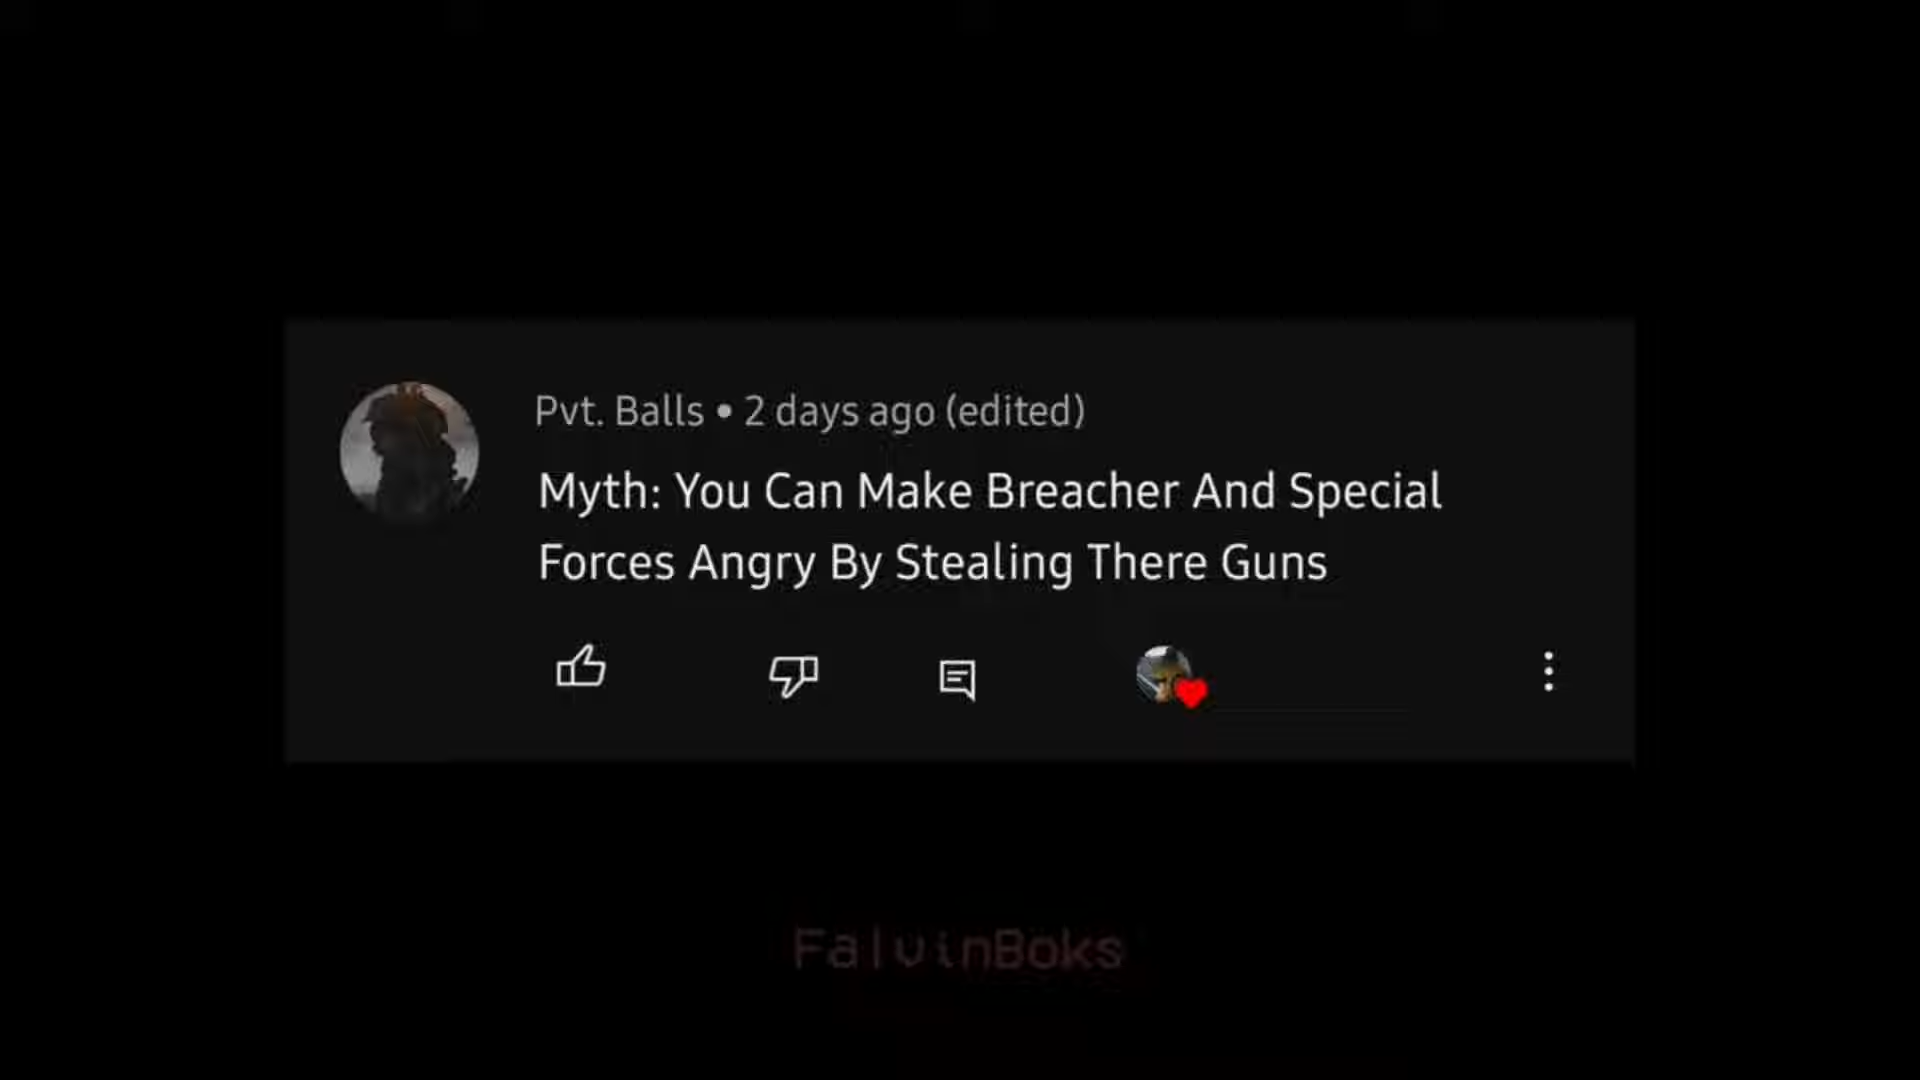 Pvt. Balls • 2 days ago (edited)
Myth: You Can Make Breacher And Special
Forces Angry By Stealing There Guns
FalvinBoks